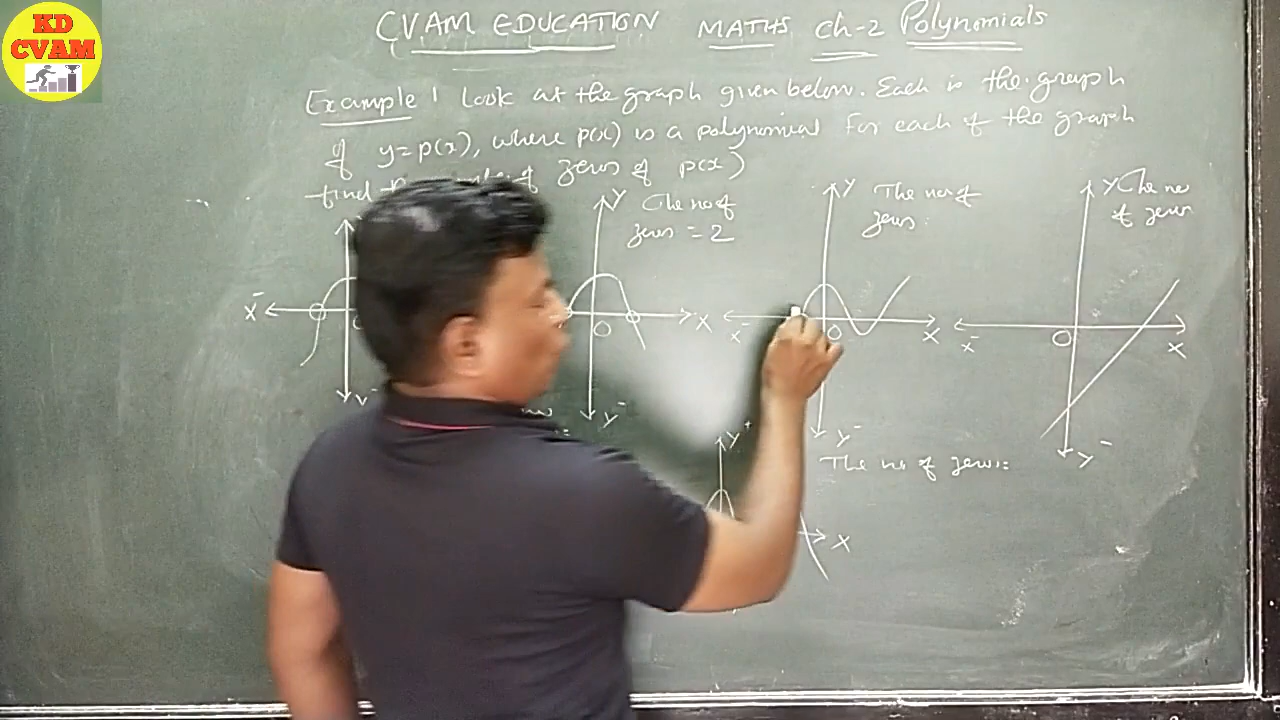 KD
CVAM
CVAM EDUCATION MATHS Ch-2 Polynomials
Example 1 Look at the graph given below. Each is the graph
of y=p(x), where p(x) is a polynomial For each of the graph
find of zeros of p(x)
Y The no of
zeros = 2
Y The no of
zeros:
Y The no
of zeros
X⁻ X X⁻ O X X⁻ O X
O
Y⁻ Y⁻ Y⁻ Y⁻
Y⁺ The no of zeros=
X